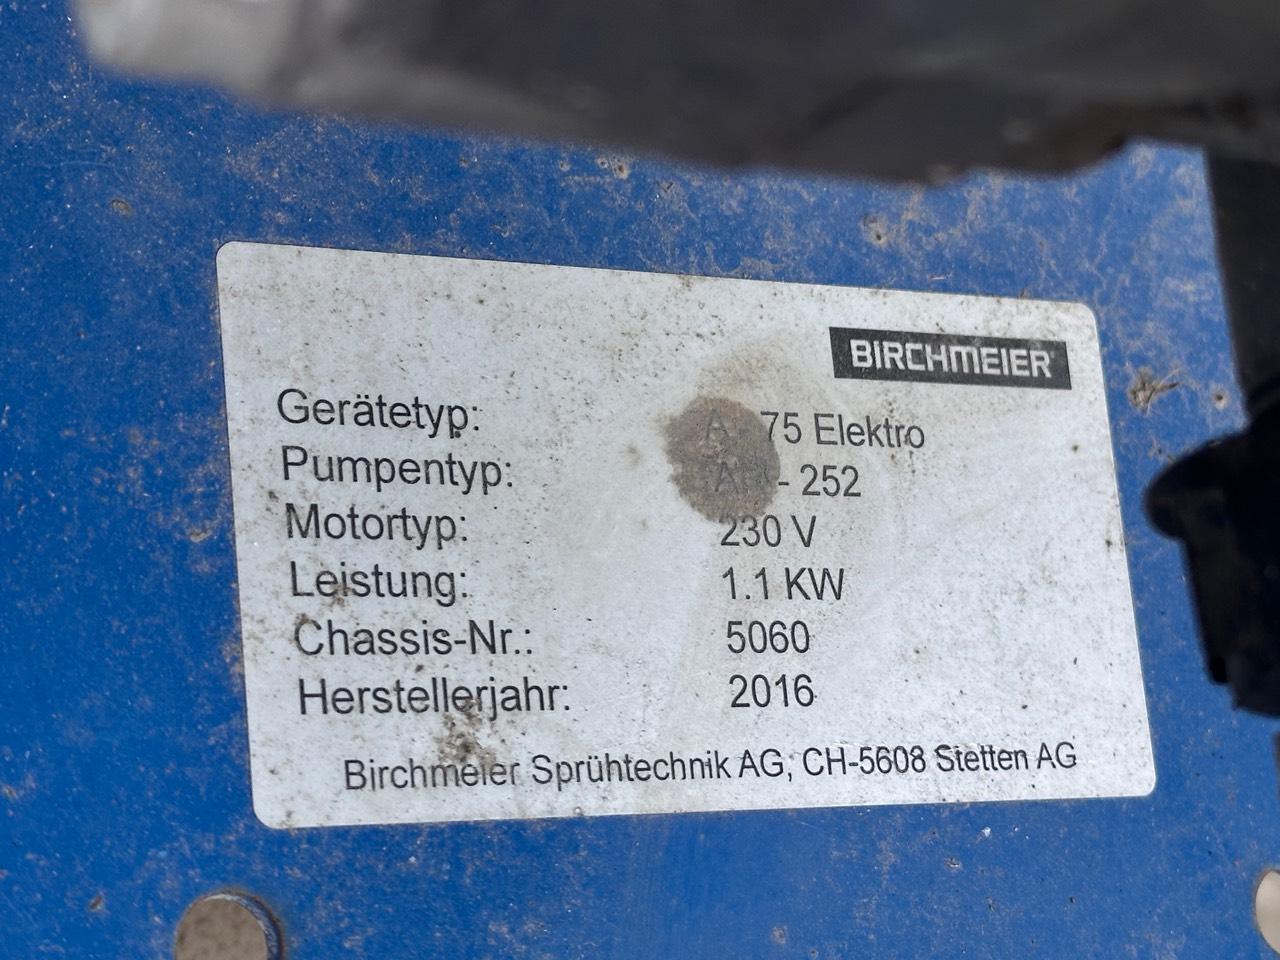 BIRCHMEIER
Gerätetyp: 75 Elektro
Pumpentyp: - 252
Motortyp: 230 V
Leistung: 1.1 KW
Chassis-Nr.: 5060
Herstellerjahr: 2016
Birchmeier Sprühtechnik AG, CH-5608 Stetten AG